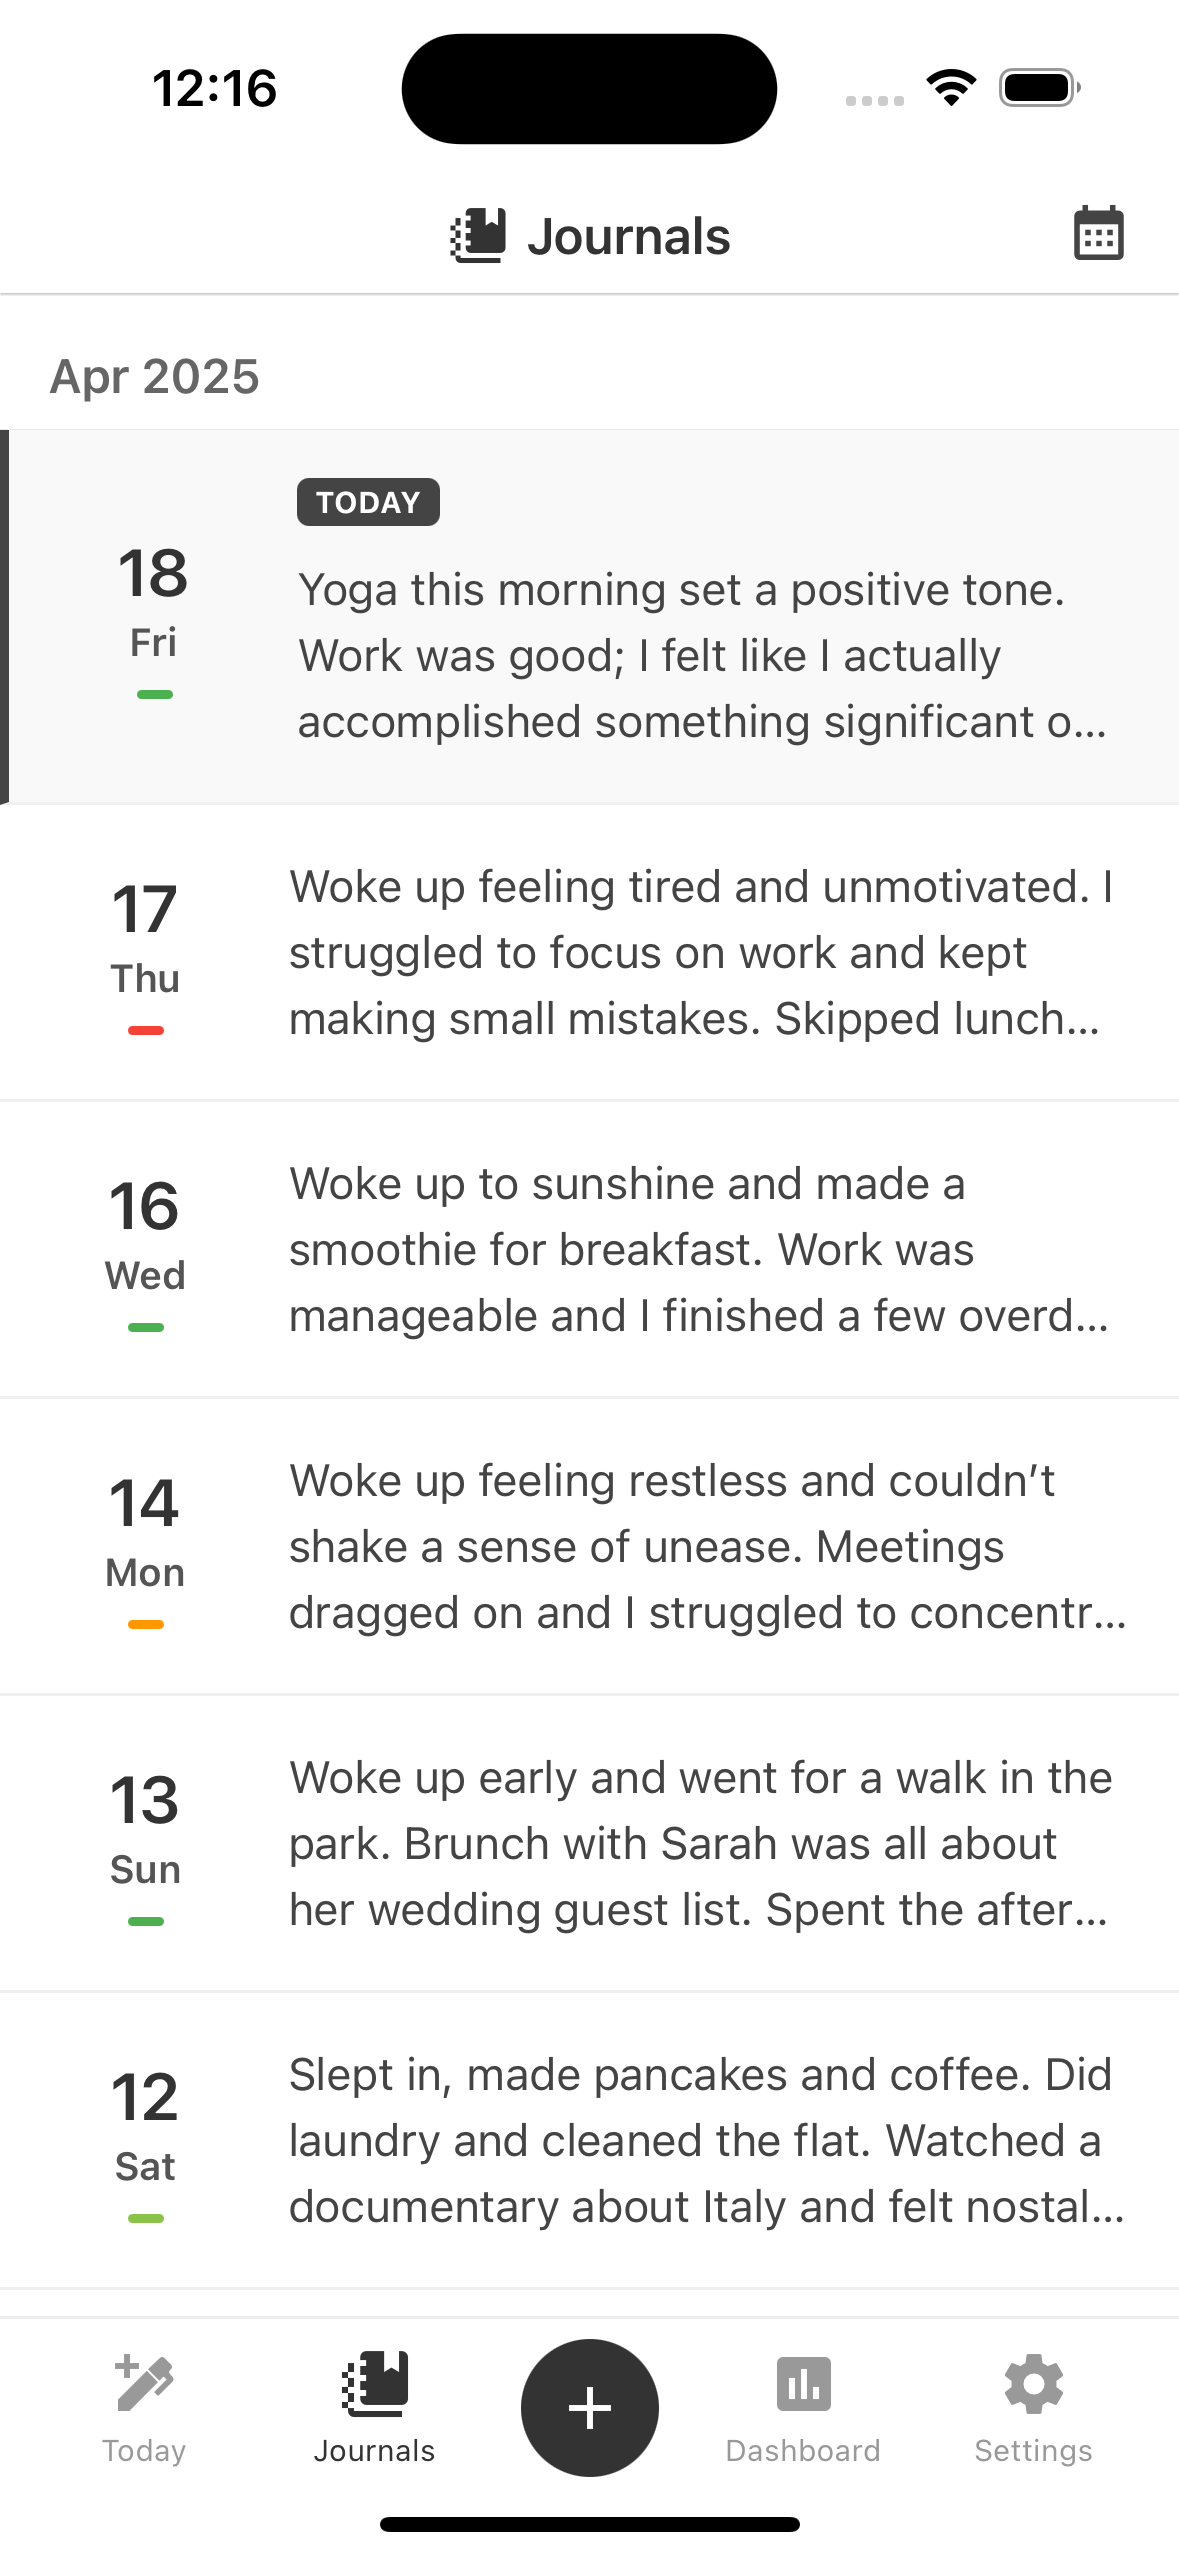 12:16
Journals
Apr 2025
TODAY
18
Fri
Yoga this morning set a positive tone.
Work was good; I felt like I actually
accomplished something significant o...
17
Thu
Woke up feeling tired and unmotivated. I
struggled to focus on work and kept
making small mistakes. Skipped lunch...
16
Wed
Woke up to sunshine and made a
smoothie for breakfast. Work was
manageable and I finished a few overd...
14
Mon
Woke up feeling restless and couldn’t
shake a sense of unease. Meetings
dragged on and I struggled to concentr...
13
Sun
Woke up early and went for a walk in the
park. Brunch with Sarah was all about
her wedding guest list. Spent the after...
12
Sat
Slept in, made pancakes and coffee. Did
laundry and cleaned the flat. Watched a
documentary about Italy and felt nostal...
Today
Journals
Dashboard
Settings